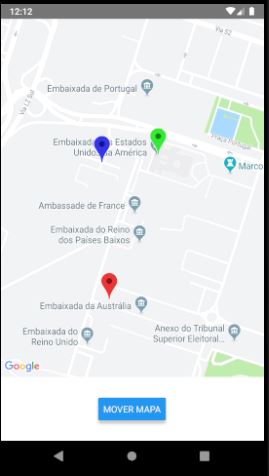 12:12
Via S2
Embaixada de Portugal
Via L2 Sul
Praça Portugal
Embaixada Estados
Unidos da América
Marco
Ambassade de France
Embaixada do Reino
dos Países Baixos
Embaixada da Austrália
Embaixada do
Reino Unido
Anexo do Tribunal
Superior Eleitoral...
Google
MOVER MAPA